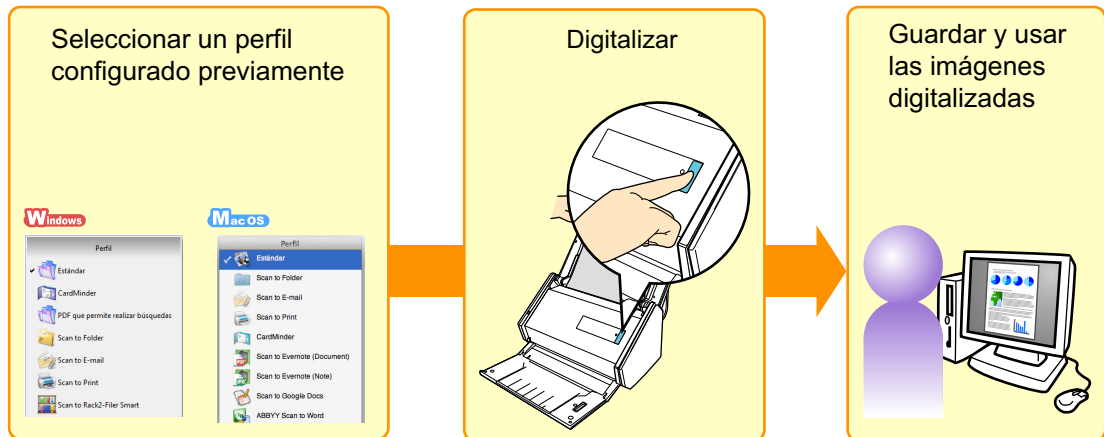 Seleccionar un perfil
configurado previamente
Windows
Perfil
Estándar
CardMinder
PDF que permite realizar búsquedas
Scan to Folder
Scan to E-mail
Scan to Print
Scan to Rack2-Filer Smart
Mac OS
Perfil
Estándar
Scan to Folder
Scan to E-mail
Scan to Print
CardMinder
Scan to Evernote (Document)
Scan to Evernote (Note)
Scan to Google Docs
ABBYY Scan to Word
Digitalizar
Guardar y usar
las imágenes
digitalizadas